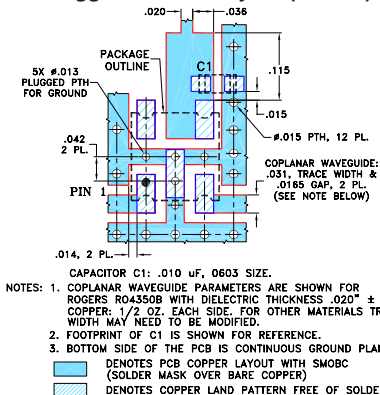 .020 .036
C1
PACKAGE
OUTLINE
.115
5X ø.013
PLUGGED PTH
FOR GROUND
.015
ø.015 PTH, 12 PL.
.042
2 PL.
COPLANAR WAVEGUIDE:
.031, TRACE WIDTH &
.0165 GAP, 2 PL.
(SEE NOTE BELOW)
PIN 1
.014, 2 PL.
CAPACITOR C1: .010 uF, 0603 SIZE.
NOTES: 1. COPLANAR WAVEGUIDE PARAMETERS ARE SHOWN FOR
ROGERS RO4350B WITH DIELECTRIC THICKNESS .020" ±
COPPER: 1/2 OZ. EACH SIDE. FOR OTHER MATERIALS TR
WIDTH MAY NEED TO BE MODIFIED.
2. FOOTPRINT OF C1 IS SHOWN FOR REFERENCE.
3. BOTTOM SIDE OF THE PCB IS CONTINUOUS GROUND PLA
DENOTES PCB COPPER LAYOUT WITH SMOBC
(SOLDER MASK OVER BARE COPPER)
DENOTES COPPER LAND PATTERN FREE OF SOLDE